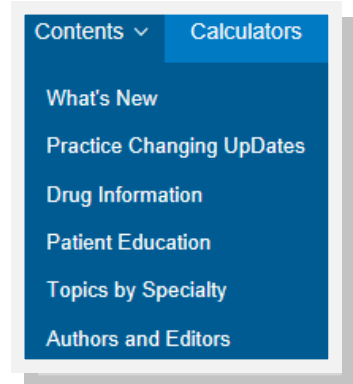 Contents Calculators
What's New
Practice Changing UpDates
Drug Information
Patient Education
Topics by Specialty
Authors and Editors